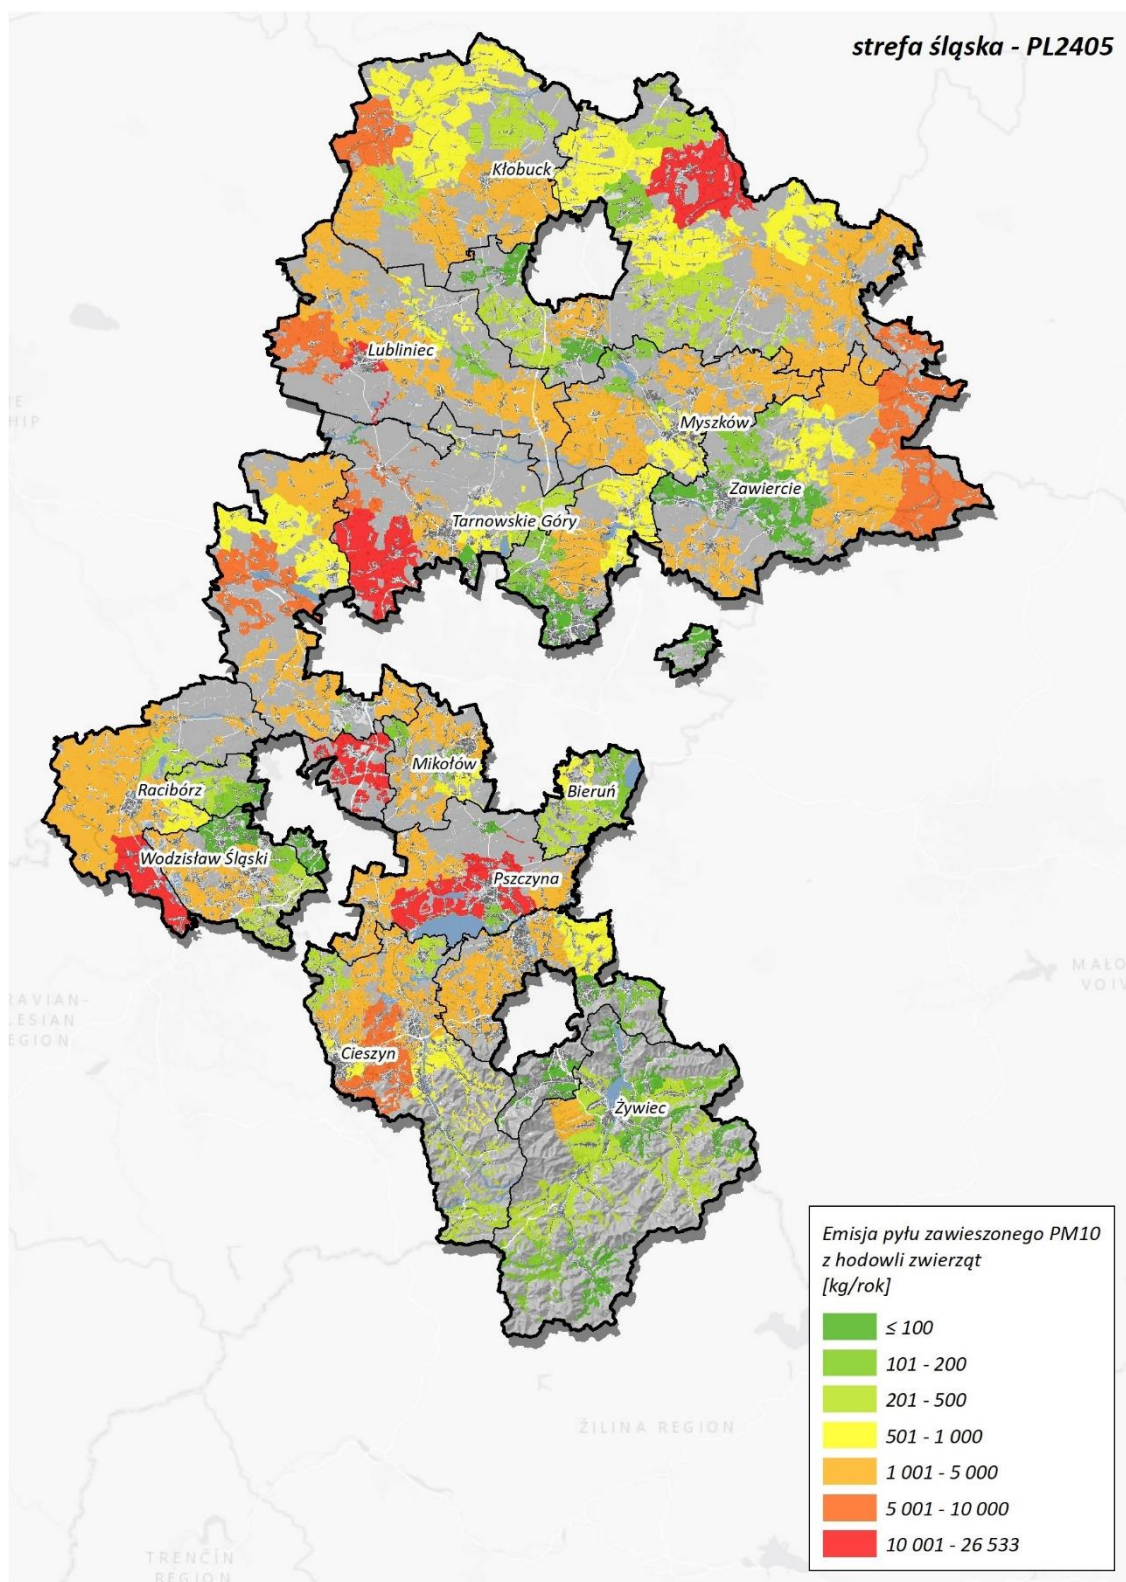 strefa śląska - PL2405
Kłobuck
Lubliniec
Myszków
Zawiercie
Tarnowskie Góry
Mikołów
Bieruń
Racibórz
Wodzisław Śląski
Pszczyna
Cieszyn
Żywiec
ŽILINA REGION
TRENČÍN
REGION
Emisja pyłu zawieszonego PM10
z hodowli zwierząt
[kg/rok]
≤ 100
101 - 200
201 - 500
501 - 1 000
1 001 - 5 000
5 001 - 10 000
10 001 - 26 533